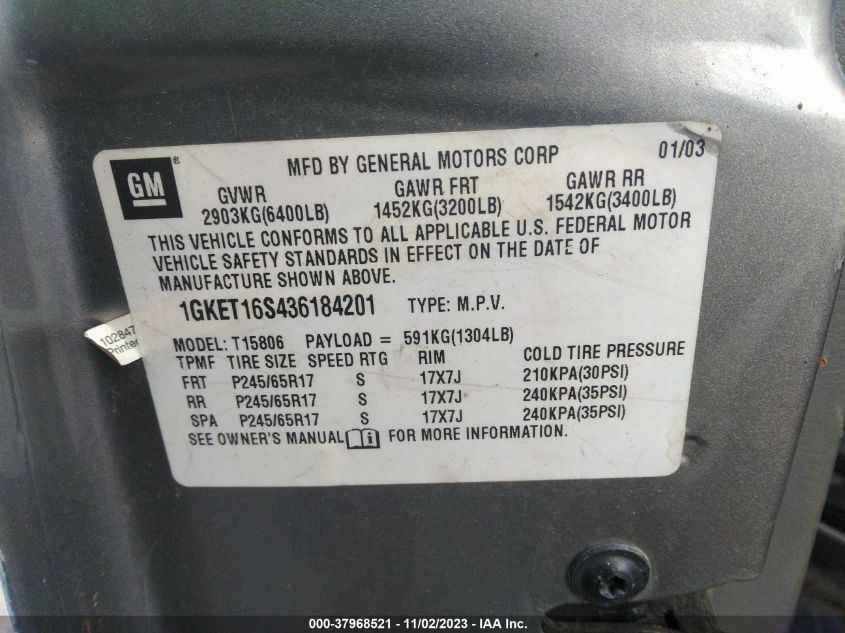 GM ®
MFD BY GENERAL MOTORS CORP 01/03
GVWR GAWR FRT GAWR RR
2903KG(6400LB) 1452KG(3200LB) 1542KG(3400LB)
THIS VEHICLE CONFORMS TO ALL APPLICABLE U.S. FEDERAL MOTOR
VEHICLE SAFETY STANDARDS IN EFFECT ON THE DATE OF
MANUFACTURE SHOWN ABOVE.
1GKET16S436184201 TYPE: M.P.V.
102847
Printer
MODEL: T15806 PAYLOAD = 591KG(1304LB)
TPMF TIRE SIZE SPEED RTG RIM COLD TIRE PRESSURE
FRT P245/65R17 S 17X7J 210KPA(30PSI)
RR P245/65R17 S 17X7J 240KPA(35PSI)
SPA P245/65R17 S 17X7J 240KPA(35PSI)
SEE OWNER'S MANUAL i FOR MORE INFORMATION.
000-37968521 - 11/02/2023 - IAA Inc.